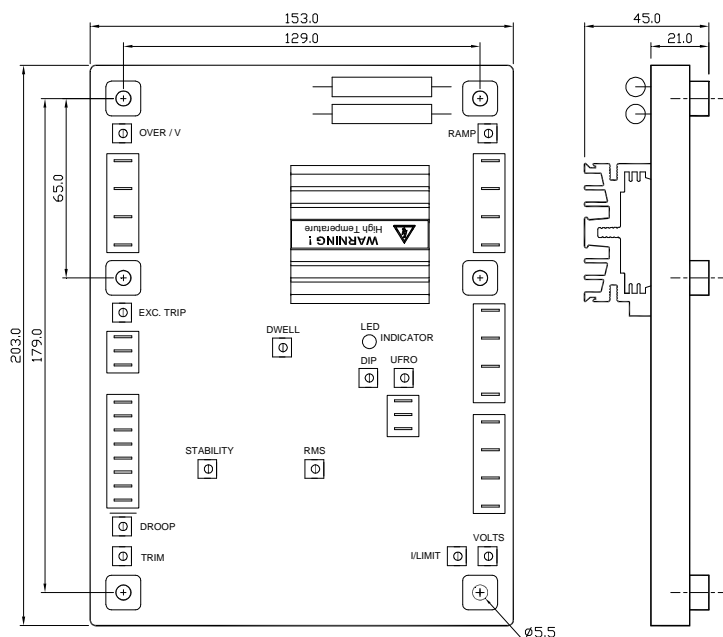 153.0
45.0
129.0
21.0
OVER / V
RAMP
65.0
WARNING !
High Temperature
203.0
179.0
EXC. TRIP
DWELL
LED
INDICATOR
DIP
UFRO
STABILITY
RMS
DROOP
VOLTS
TRIM
I/LIMIT
ø5.5